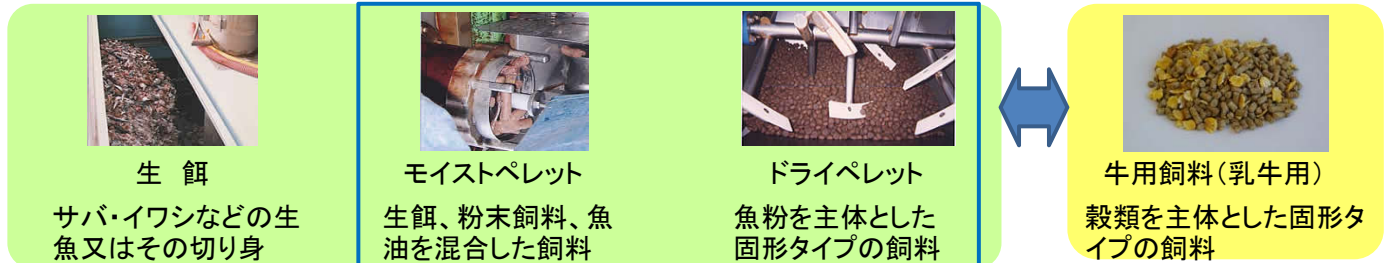 生 餌
サバ・イワシなどの生
魚又はその切り身
モイストペレット
生餌、粉末飼料、魚
油を混合した飼料
ドライペレット
魚粉を主体とした
固形タイプの飼料
牛用飼料(乳牛用)
穀類を主体とした固形タ
イプの飼料